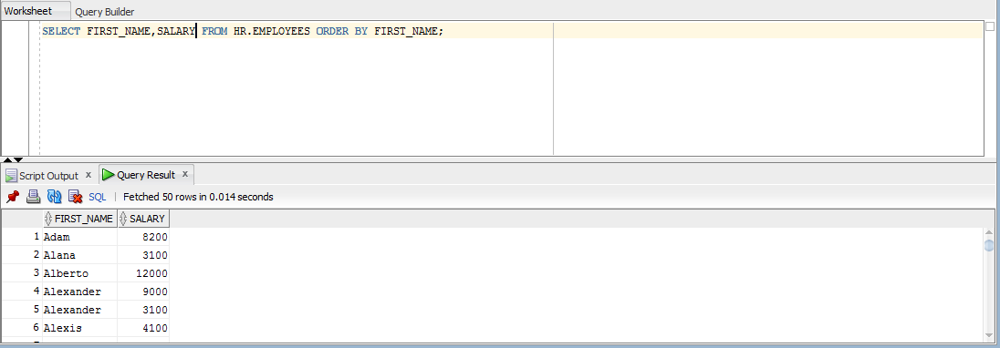 Worksheet Query Builder
SELECT FIRST_NAME,SALARY FROM HR.EMPLOYEES ORDER BY FIRST_NAME;
Script Output x Query Result x
SQL | Fetched 50 rows in 0.014 seconds
FIRST_NAME SALARY
1 Adam 8200
2 Alana 3100
3 Alberto 12000
4 Alexander 9000
5 Alexander 3100
6 Alexis 4100